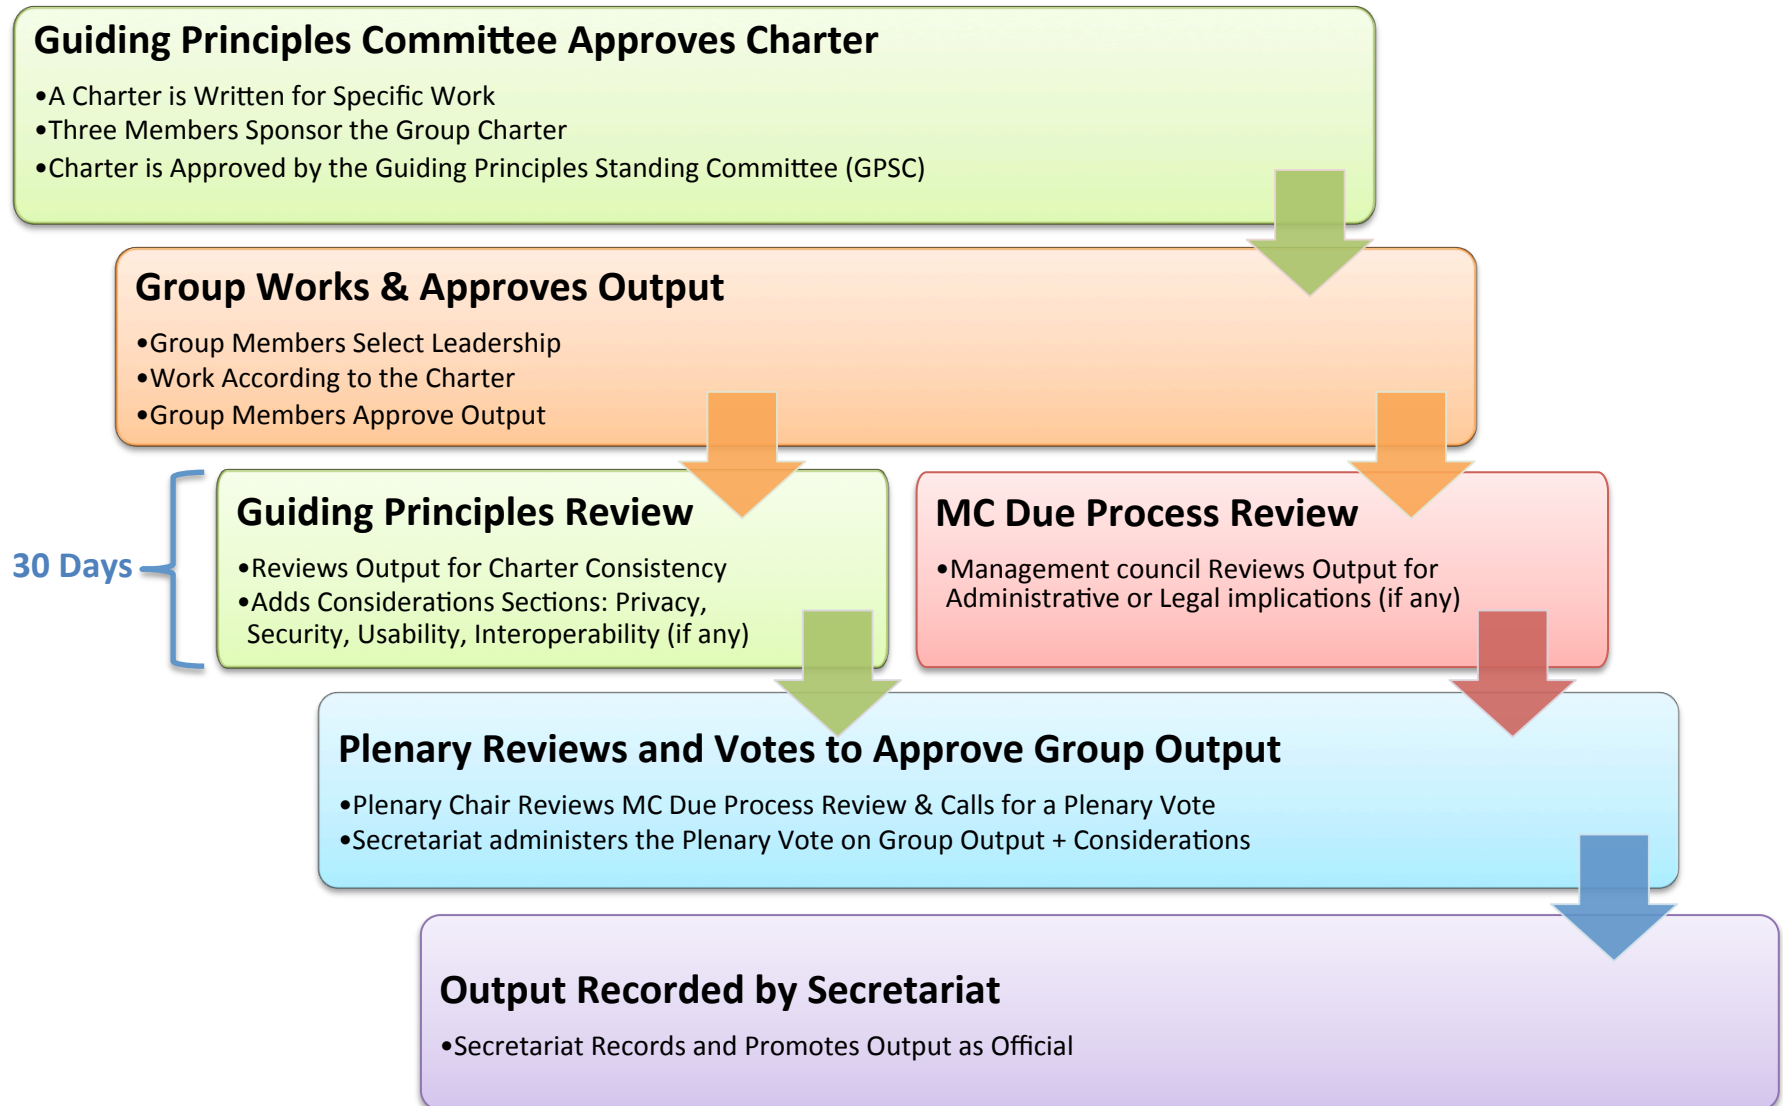 Guiding Principles Committee Approves Charter
•A Charter is Written for Specific Work
•Three Members Sponsor the Group Charter
•Charter is Approved by the Guiding Principles Standing Committee (GPSC)
Group Works & Approves Output
•Group Members Select Leadership
•Work According to the Charter
•Group Members Approve Output
30 Days
Guiding Principles Review
•Reviews Output for Charter Consistency
•Adds Considerations Sections: Privacy,
Security, Usability, Interoperability (if any)
MC Due Process Review
•Management council Reviews Output for
Administrative or Legal implications (if any)
Plenary Reviews and Votes to Approve Group Output
•Plenary Chair Reviews MC Due Process Review & Calls for a Plenary Vote
•Secretariat administers the Plenary Vote on Group Output + Considerations
Output Recorded by Secretariat
•Secretariat Records and Promotes Output as Official